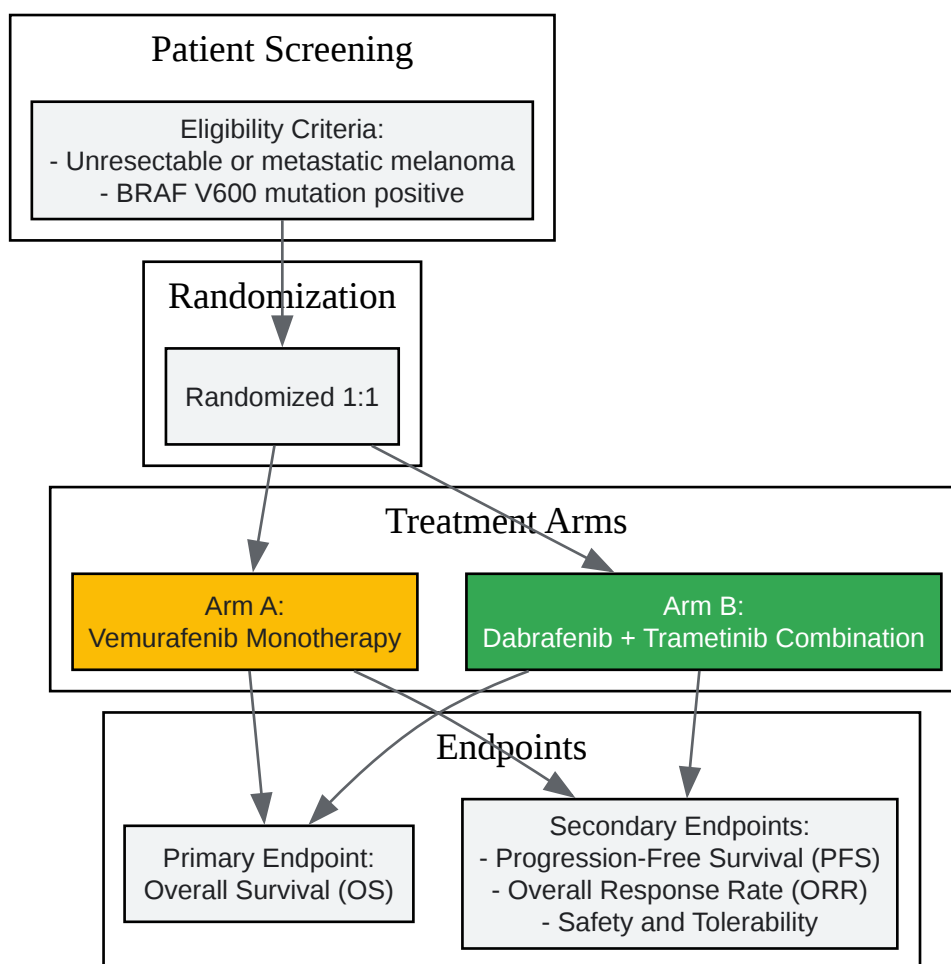 Patient Screening
Eligibility Criteria:
- Unresectable or metastatic melanoma
- BRAF V600 mutation positive
Randomization
Randomized 1:1
Treatment Arms
Arm A:
Vemurafenib Monotherapy
Arm B:
Dabrafenib + Trametinib Combination
Endpoints
Primary Endpoint:
Overall Survival (OS)
Secondary Endpoints:
- Progression-Free Survival (PFS)
- Overall Response Rate (ORR)
- Safety and Tolerability